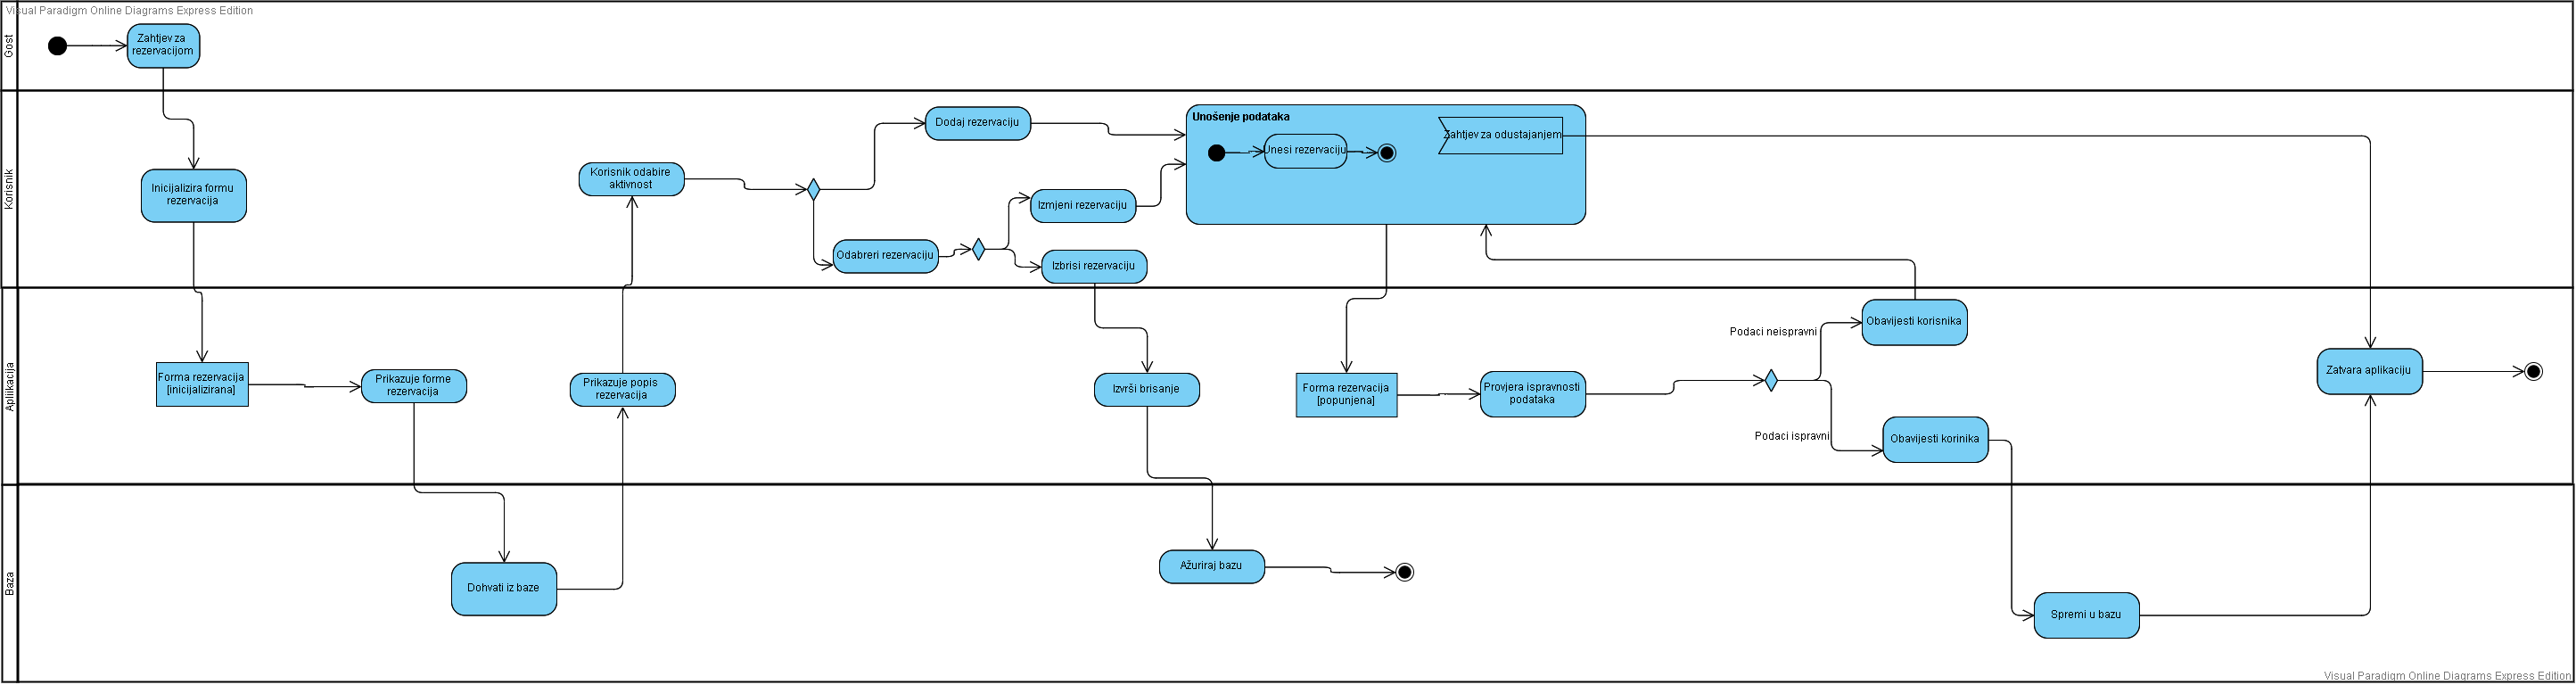 Visual Paradigm Online Diagrams Express Edition
Gost
Zahtjev za
rezervacijom
Korisnik
Inicijalizira formu
rezervacija
Korisnik odabire
aktivnost
Dodaj rezervaciju
Odabreri rezervaciju
Izmjeni rezervaciju
Izbrisi rezervaciju
Unošenje podataka
Unesi rezervaciju
Zahtjev za odustajanjem
Aplikacija
Forma rezervacija
[inicijalizirana]
Prikazuje forme
rezervacija
Prikazuje popis
rezervacija
Izvrši brisanje
Forma rezervacija
[popunjena]
Provjera ispravnosti
podataka
Podaci neispravni
Obavijesti korisnika
Podaci ispravni
Obavijesti korinika
Zatvara aplikaciju
Baza
Dohvati iz baze
Ažuriraj bazu
Spremi u bazu
Visual Paradigm Online Diagrams Express Edition